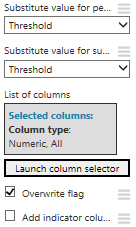 Substitute value for pe...
Threshold
Substitute value for su...
Threshold
List of columns
Selected columns:
Column type:
Numeric, All
Launch column selector
Overwrite flag
Add indicator colu...